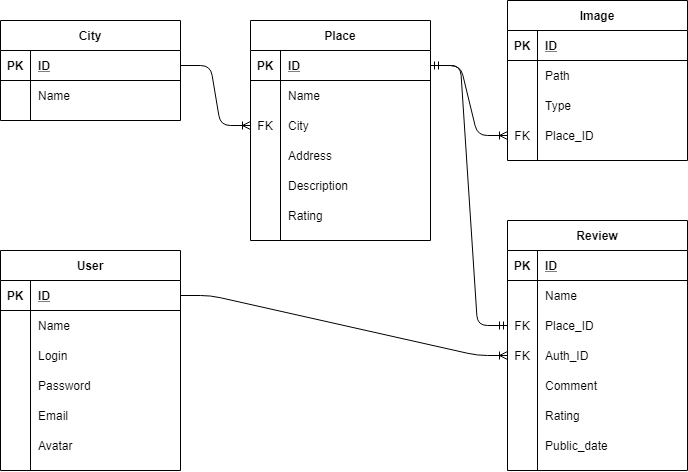 City
PK ID
Name
Place
PK ID
Name
FK City
Address
Description
Rating
Image
PK ID
Path
Type
FK Place_ID
User
PK ID
Name
Login
Password
Email
Avatar
Review
PK ID
Name
FK Place_ID
FK Auth_ID
Comment
Rating
Public_date